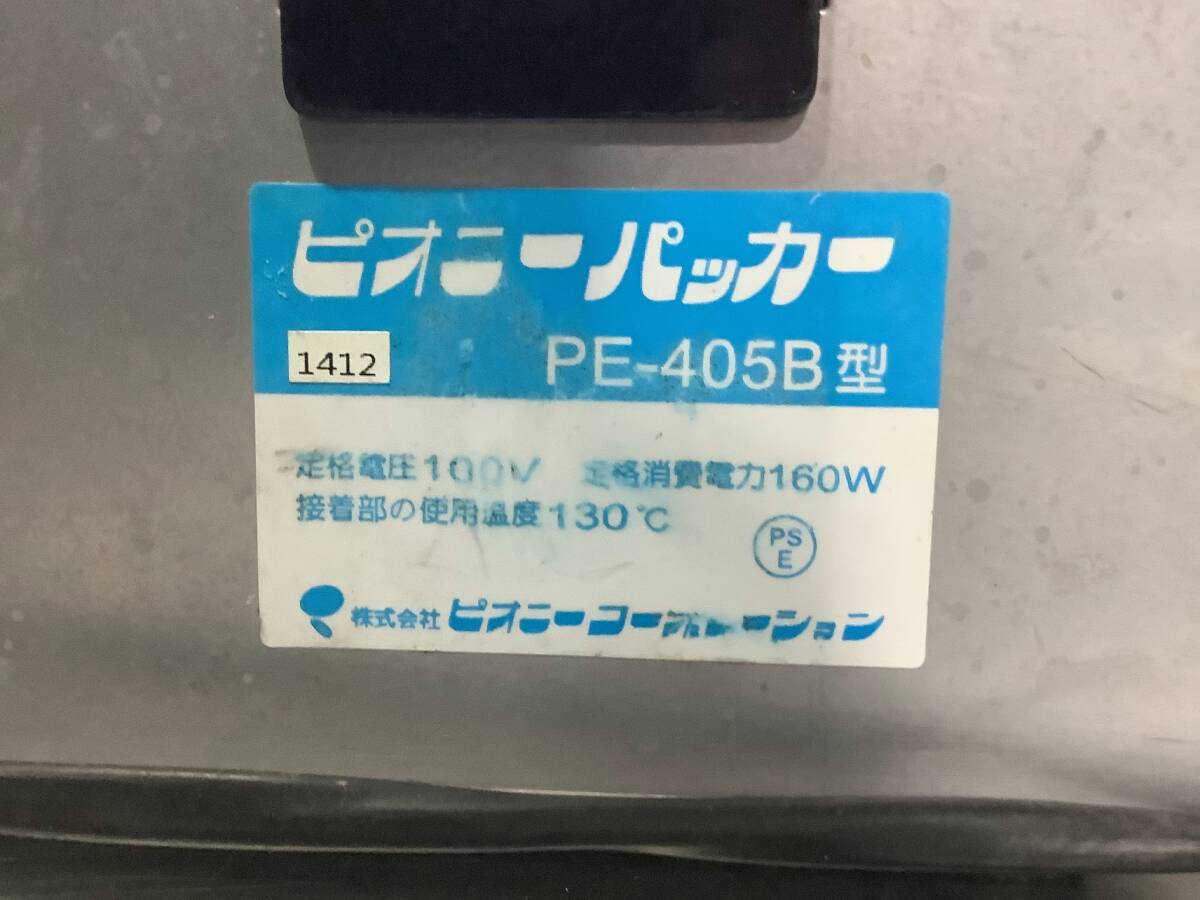 ピオニーパッカー
1412
PE-405B型
定格電圧100V 定格消費電力160W
接着部の使用温度130℃
PS
E
株式会社 ピオニーコーポレーション